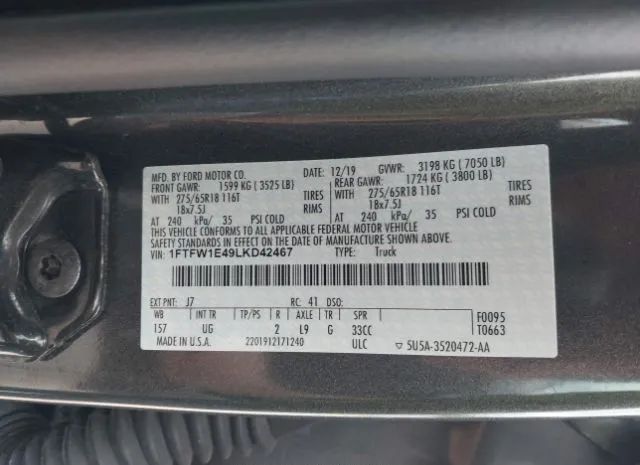 MFD. BY FORD MOTOR CO. DATE: 12/19 GVWR: 3198 KG ( 7050 LB)
FRONT GAWR: 1599 KG ( 3525 LB) REAR GAWR: 1724 KG ( 3800 LB)
WITH 275/65R18 116T TIRES WITH 275/65R18 116T TIRES
18x7.5J RIMS 18x7.5J RIMS
AT 240 kPa/ 35 PSI COLD AT 240 kPa/ 35 PSI COLD
THIS VEHICLE CONFORMS TO ALL APPLICABLE FEDERAL MOTOR VEHICLE
SAFETY STANDARDS IN EFFECT ON THE DATE OF MANUFACTURE SHOWN ABOVE.
VIN: 1FTFW1E49LKD42467 TYPE: Truck
EXT PNT: J7 RC: 41 DSO:
WB INT TR TP/PS R AXLE TR SPR F0095
157 UG 2 L9 G 33CC T0663
MADE IN U.S.A. 2201912171240 ULC ▽ 5U5A-3520472-AA